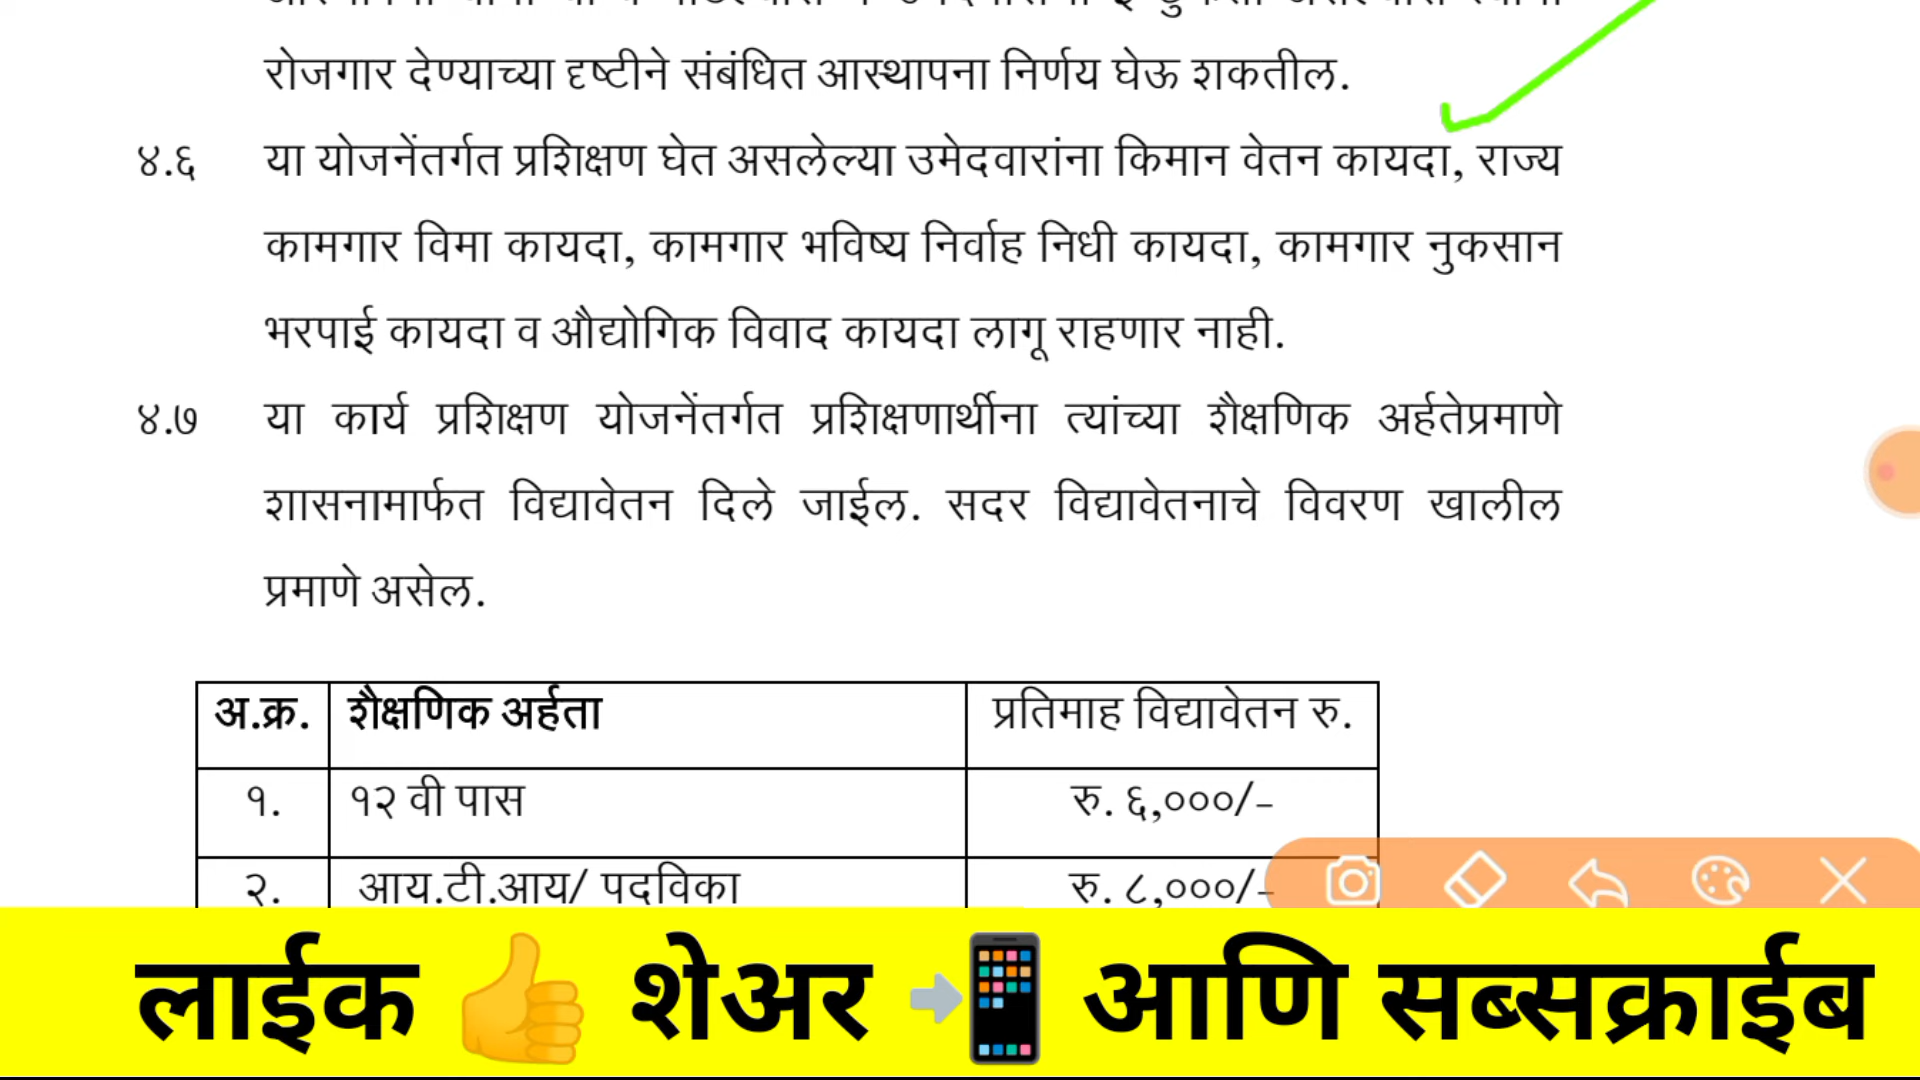 रोजगार देण्याच्या दृष्टीने संबंधित आस्थापना निर्णय घेऊ शकतील.
४.६ या योजनेंतर्गत प्रशिक्षण घेत असलेल्या उमेदवारांना किमान वेतन कायदा, राज्य
कामगार विमा कायदा, कामगार भविष्य निर्वाह निधी कायदा, कामगार नुकसान
भरपाई कायदा व औद्योगिक विवाद कायदा लागू राहणार नाही.
४.७ या कार्य प्रशिक्षण योजनेंतर्गत प्रशिक्षणार्थीना त्यांच्या शैक्षणिक अर्हतेप्रमाणे
शासनामार्फत विद्यावेतन दिले जाईल. सदर विद्यावेतनाचे विवरण खालील
प्रमाणे असेल.
अ.क्र. शैक्षणिक अर्हता प्रतिमाह विद्यावेतन रु.
१. १२ वी पास रु. ६,०००/-
२. आय.टी.आय/ पदविका रु. ८,०००/-
लाईक शेअर आणि सब्सक्राईब